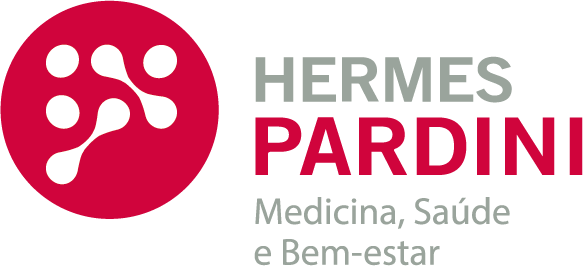 HERMES
PARDINI
Medicina, Saúde
e Bem-estar